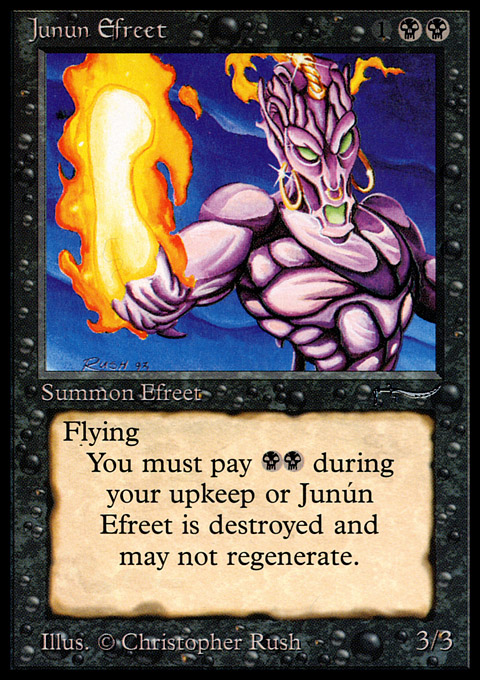 Junún Efreet 1
RUSH 93
Summon Efreet
Flying
You must pay during
your upkeep or Junún
Efreet is destroyed and
may not regenerate.
Illus. © Christopher Rush 3/3